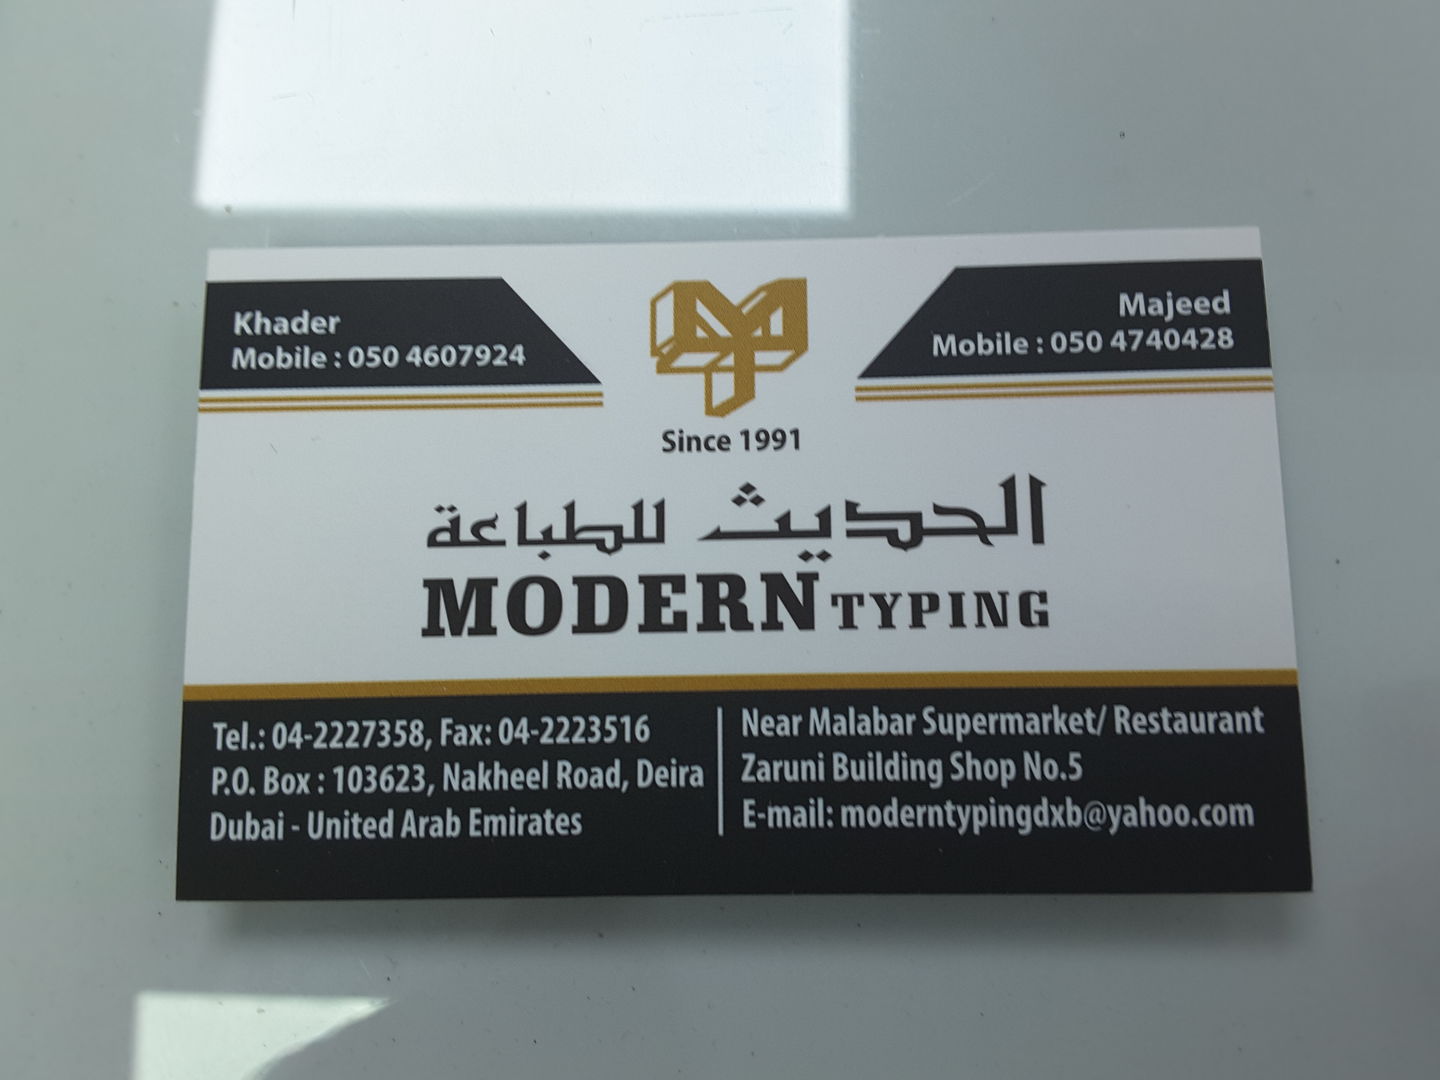 Khader
Mobile : 050 4607924
Majeed
Mobile : 050 4740428
MT
Since 1991
الحديث للطباعة
MODERN TYPING
Tel.: 04-2227358, Fax: 04-2223516
P.O. Box : 103623, Nakheel Road, Deira
Dubai - United Arab Emirates
Near Malabar Supermarket/ Restaurant
Zaruni Building Shop No.5
E-mail: moderntypingdxb@yahoo.com